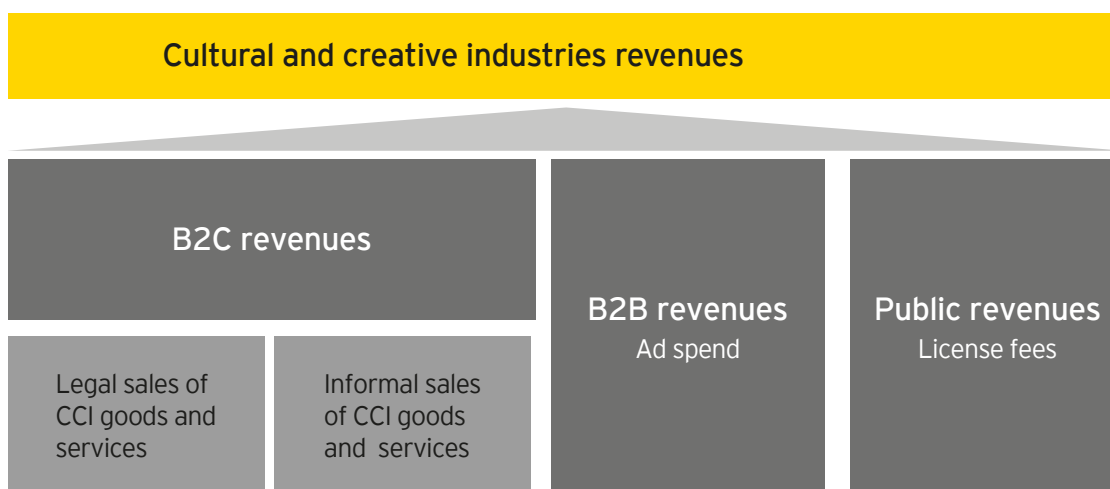 Cultural and creative industries revenues
B2C revenues
Legal sales of
CCI goods and
services
Informal sales
of CCI goods
and services
B2B revenues
Ad spend
Public revenues
License fees